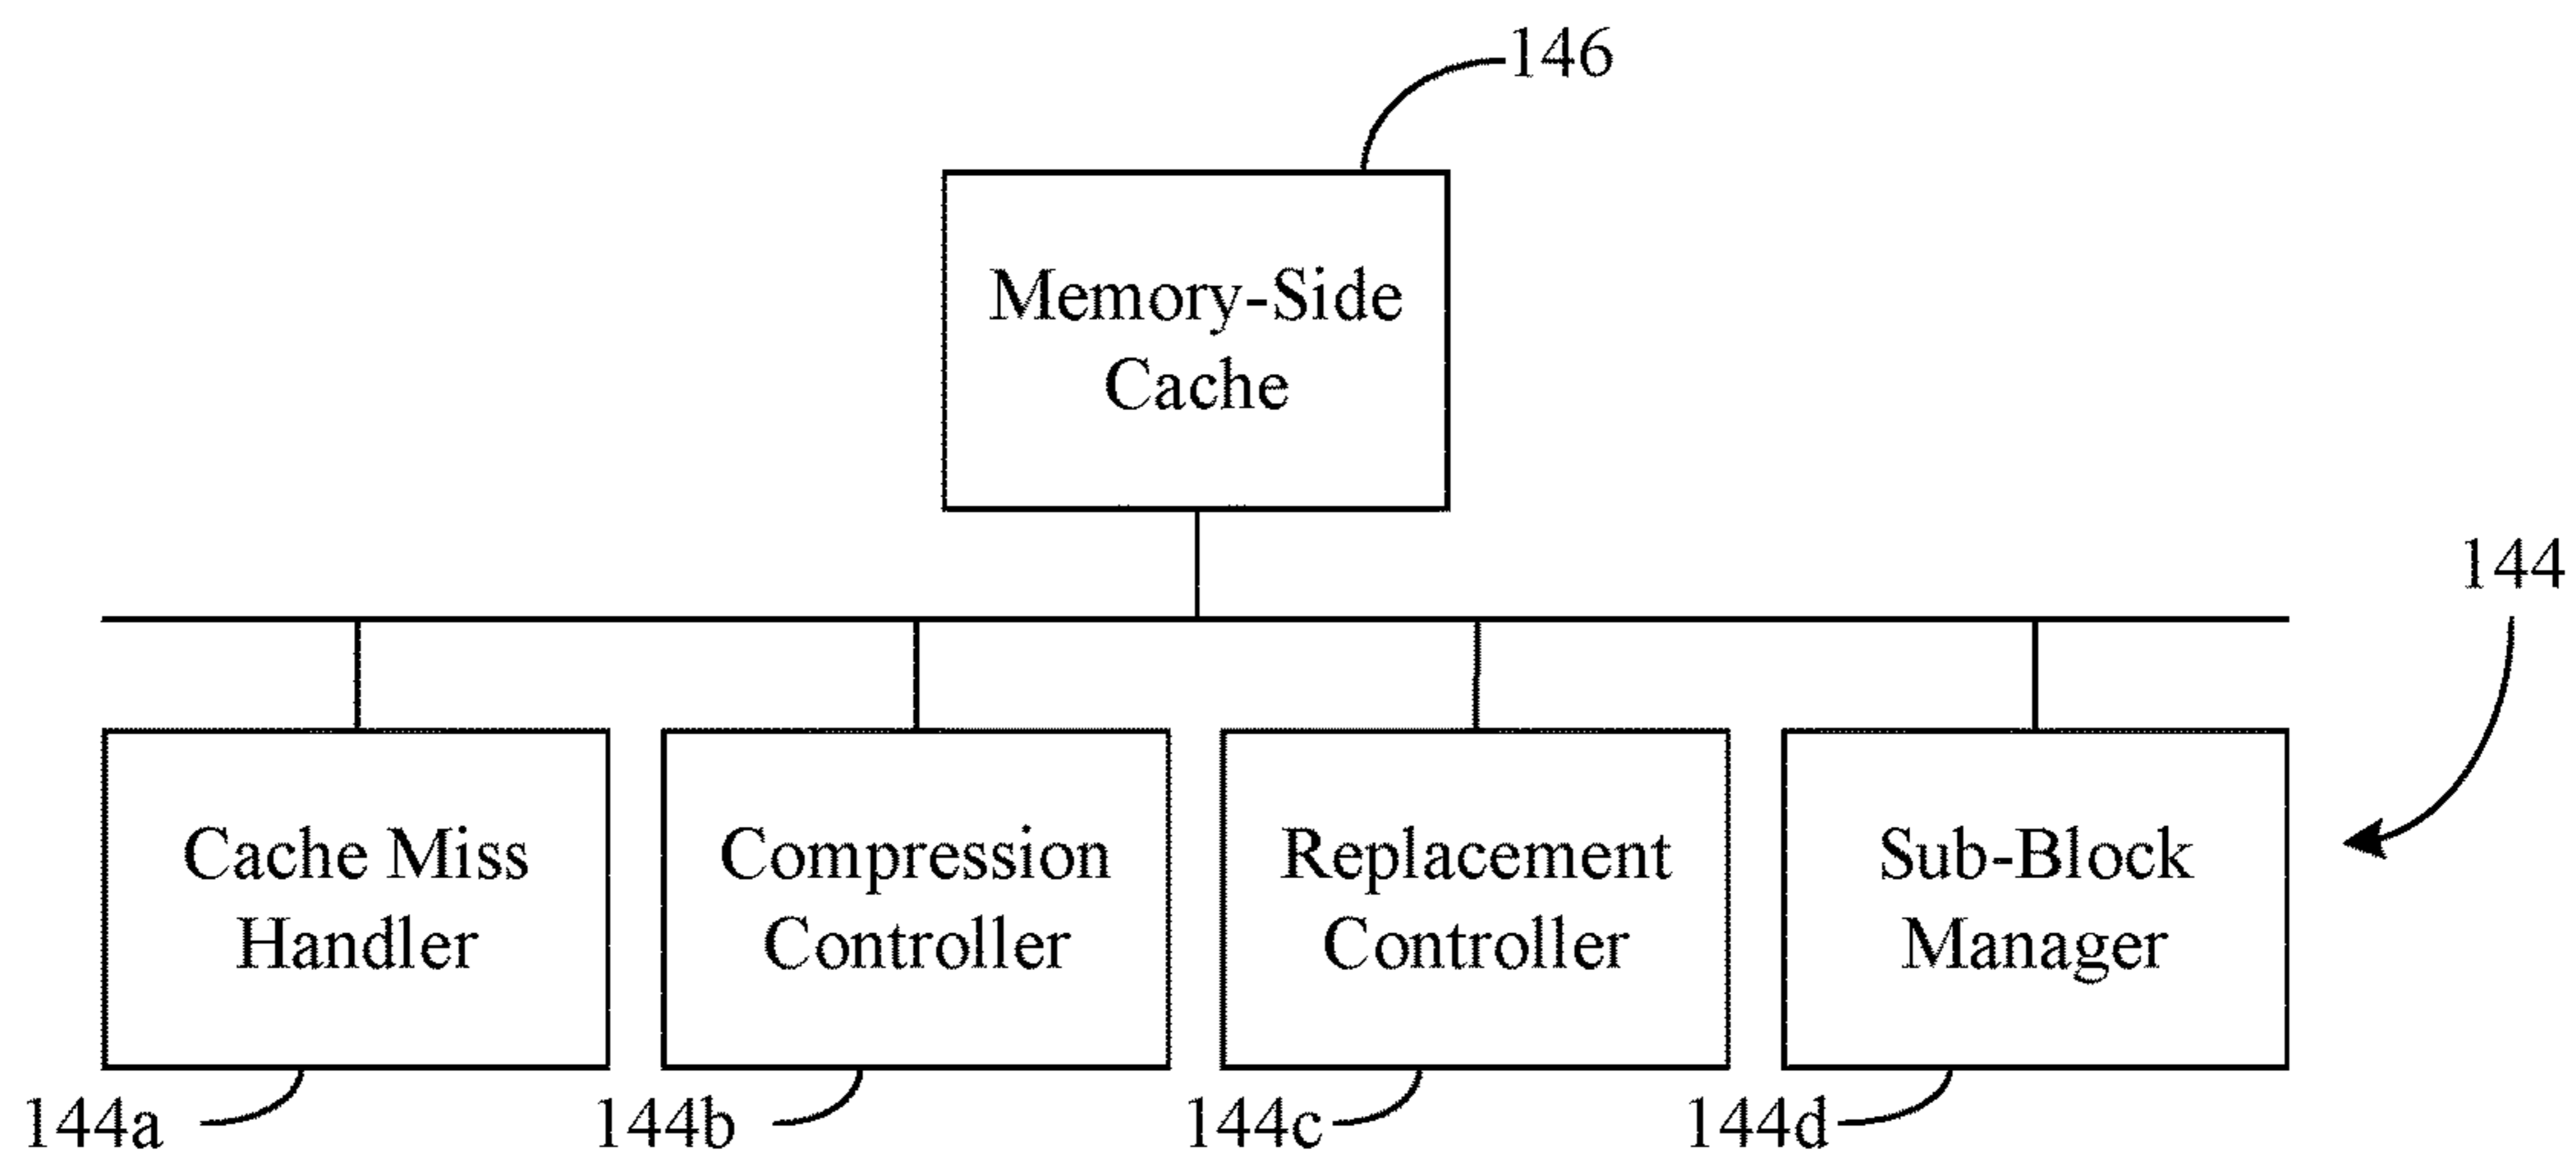 146
Memory-Side
Cache
144
Cache Miss
Handler
Compression
Controller
Replacement
Controller
Sub-Block
Manager
144a
144b
144c
144d